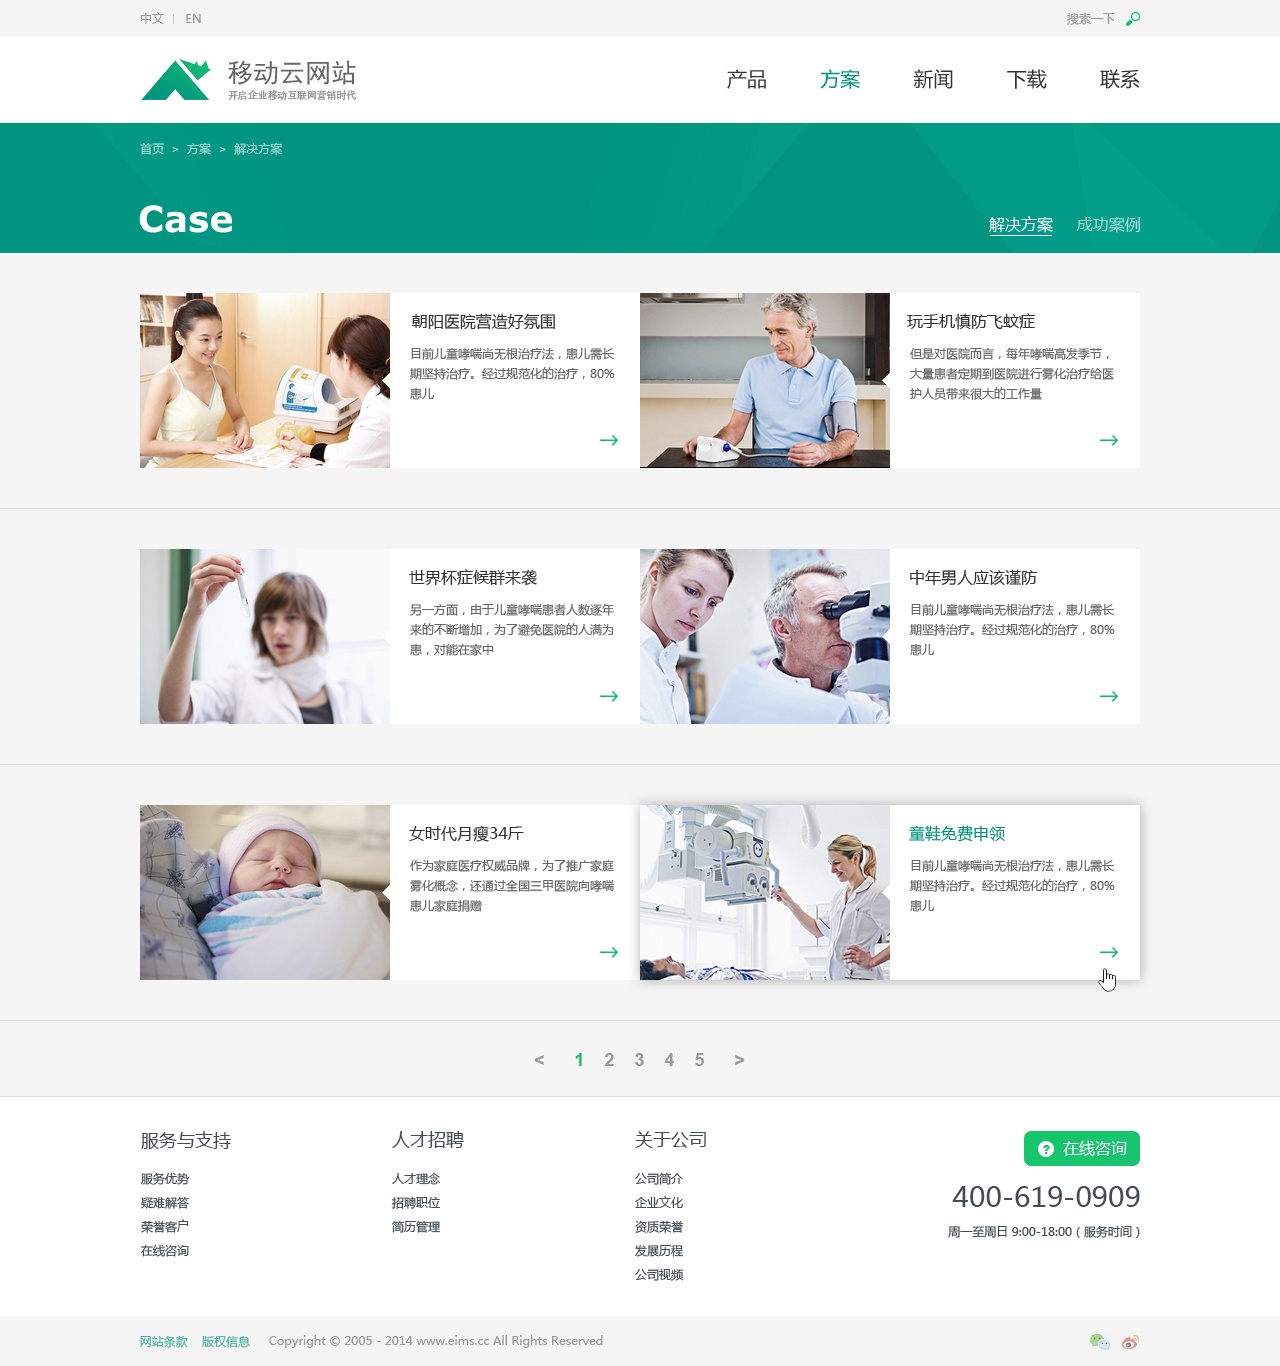 中文 | EN
搜索一下
移动云网站
开启企业移动互联网营销时代
产品 方案 新闻 下载 联系
首页 > 方案 > 解决方案
Case
解决方案 成功案例
朝阳医院营造好氛围
目前儿童哮喘尚无根治疗法，患儿需长
期坚持治疗。经过规范化的治疗，80%
患儿
玩手机慎防飞蚊症
但是对医院而言，每年哮喘高发季节，
大量患者定期到医院进行雾化治疗给医
护人员带来很大的工作量
世界杯症候群来袭
另一方面，由于儿童哮喘患者人数逐年
来的不断增加，为了避免医院的人满为
患，对能在家中
中年男人应该谨防
目前儿童哮喘尚无根治疗法，患儿需长
期坚持治疗。经过规范化的治疗，80%
患儿
女时代月瘦34斤
作为家庭医疗权威品牌，为了推广家庭
雾化概念，还通过全国三甲医院向哮喘
患儿家庭捐赠
童鞋免费申领
目前儿童哮喘尚无根治疗法，患儿需长
期坚持治疗。经过规范化的治疗，80%
患儿
< 1 2 3 4 5 >
服务与支持
服务优势
疑难解答
荣誉客户
在线咨询
人才招聘
人才理念
招聘职位
简历管理
关于公司
公司简介
企业文化
资质荣誉
发展历程
公司视频
在线咨询
400-619-0909
周一至周日 9:00-18:00（服务时间）
网站条款 版权信息 Copyright © 2005 - 2014 www.eims.cc All Rights Reserved